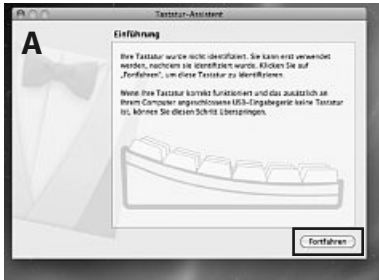 Tastatur-Assistent
A
Einführung
Ihre Tastatur wurde nicht identifiziert. Sie kann erst verwendet
werden, nachdem sie identifiziert wurde. Klicken Sie auf
„Fortfahren“, um diese Tastatur zu identifizieren.
Wenn Ihre Tastatur korrekt funktioniert und das zusätzlich an
Ihrem Computer angeschlossene USB-Eingabegerät keine Tastatur
ist, können Sie diesen Schritt überspringen.
Fortfahren